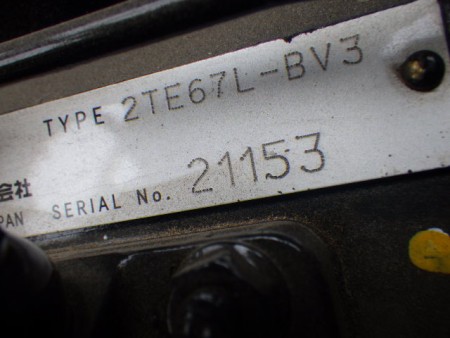 TYPE 2TE67L-BV3
会社
PAN SERIAL No. 21153